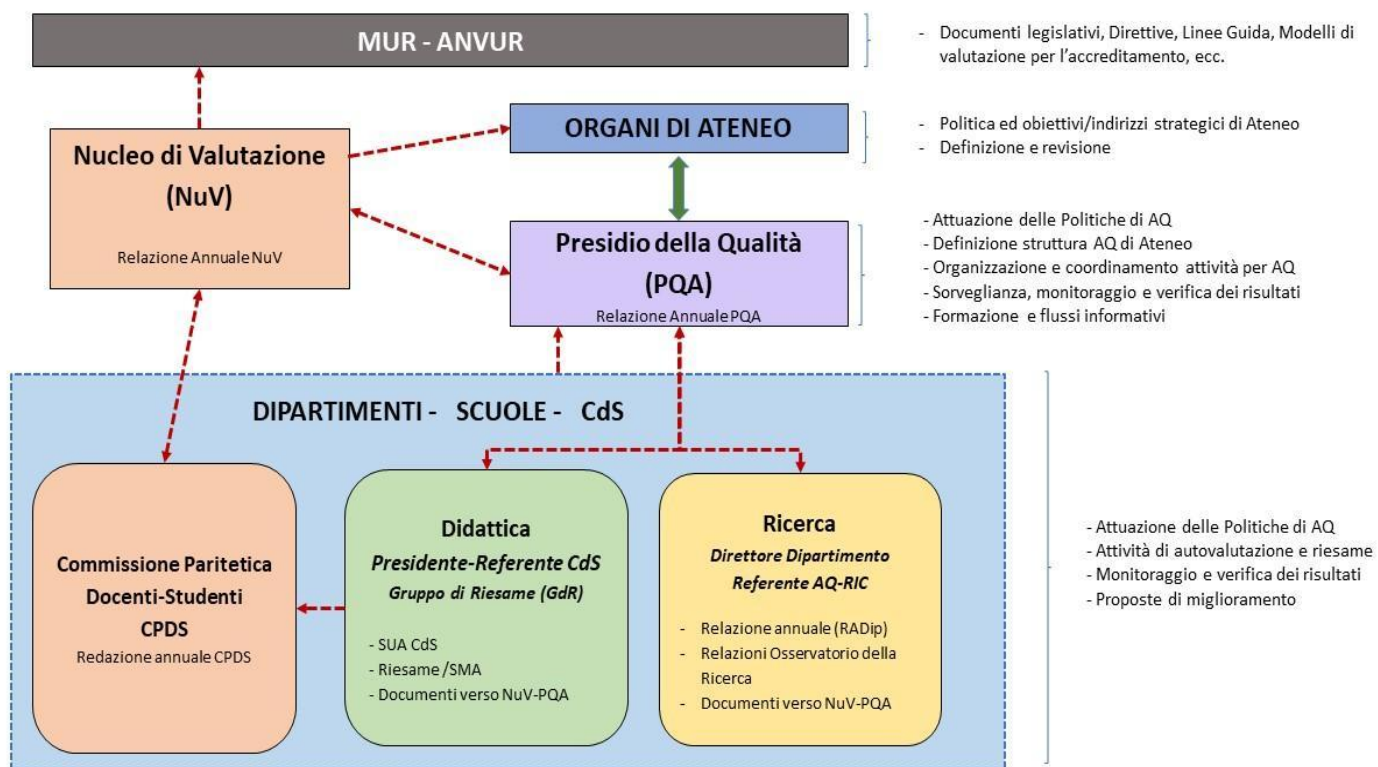 MUR - ANVUR
- Documenti legislativi, Direttive, Linee Guida, Modelli di
valutazione per l'accreditamento, ecc.
Nucleo di Valutazione
(NuV)
Relazione Annuale NuV
ORGANI DI ATENEO
- Politica ed obiettivi/indirizzi strategici di Ateneo
- Definizione e revisione
Presidio della Qualità
(PQA)
Relazione Annuale PQA
- Attuazione delle Politiche di AQ
- Definizione struttura AQ di Ateneo
- Organizzazione e coordinamento attività per AQ
- Sorveglianza, monitoraggio e verifica dei risultati
- Formazione e flussi informativi
DIPARTIMENTI - SCUOLE - CdS
Commissione Paritetica
Docenti-Studenti
CPDS
Redazione annuale CPDS
Didattica
Presidente-Referente CdS
Gruppo di Riesame (GdR)
- SUA CdS
- Riesame /SMA
- Documenti verso NuV-PQA
Ricerca
Direttore Dipartimento
Referente AQ-RIC
- Relazione annuale (RADip)
- Relazioni Osservatorio della
Ricerca
- Documenti verso NuV-PQA
- Attuazione delle Politiche di AQ
- Attività di autovalutazione e riesame
- Monitoraggio e verifica dei risultati
- Proposte di miglioramento